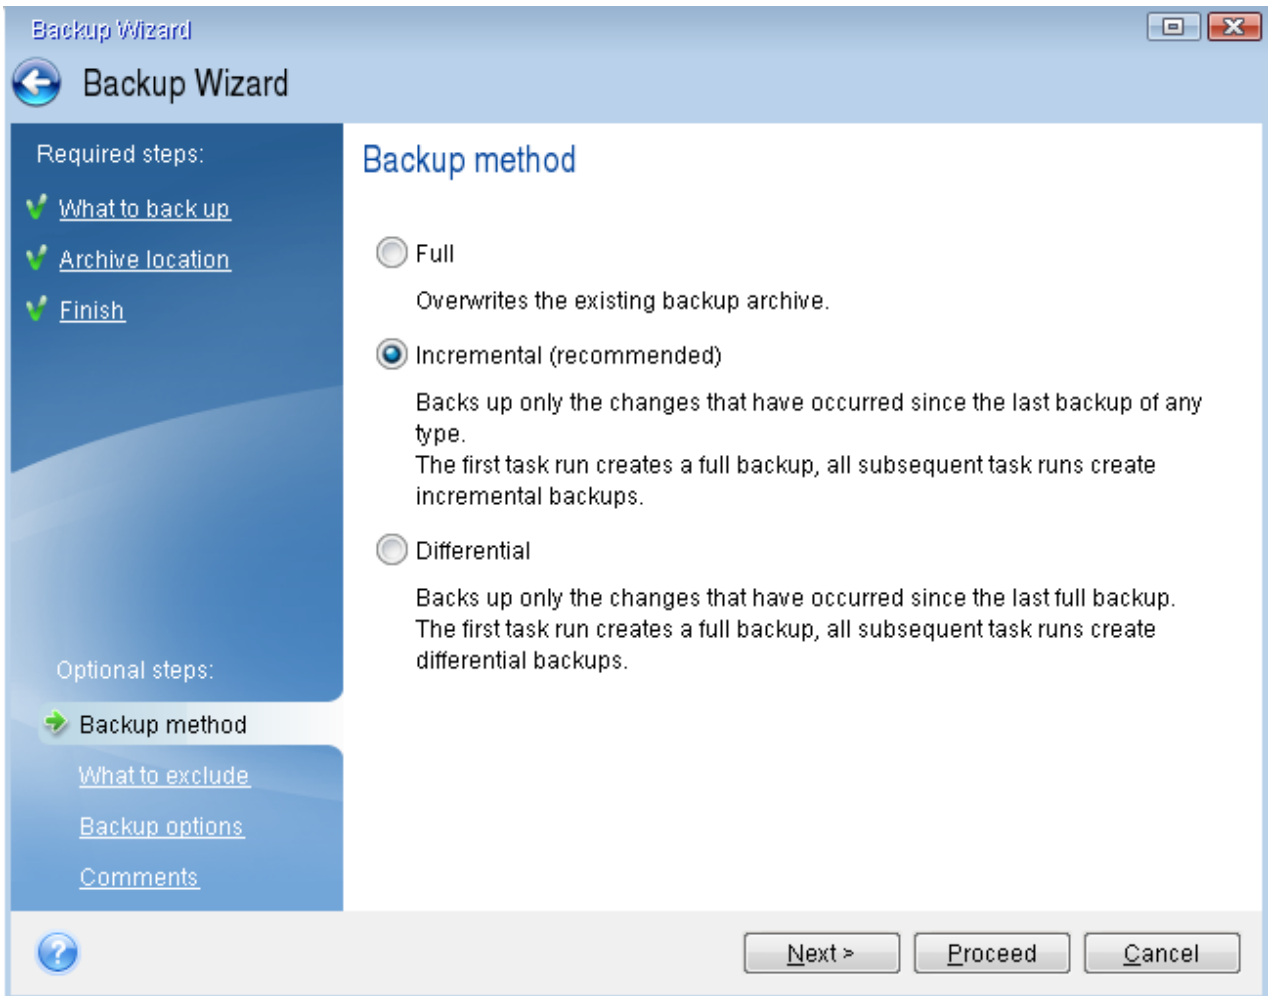 Backup Wizard
Backup Wizard
Required steps:
What to back up
Archive location
Finish
Optional steps:
Backup method
What to exclude
Backup options
Comments
Backup method
Full
Overwrites the existing backup archive.
Incremental (recommended)
Backs up only the changes that have occurred since the last backup of any
type.
The first task run creates a full backup, all subsequent task runs create
incremental backups.
Differential
Backs up only the changes that have occurred since the last full backup.
The first task run creates a full backup, all subsequent task runs create
differential backups.
?
Next >
Proceed
Cancel